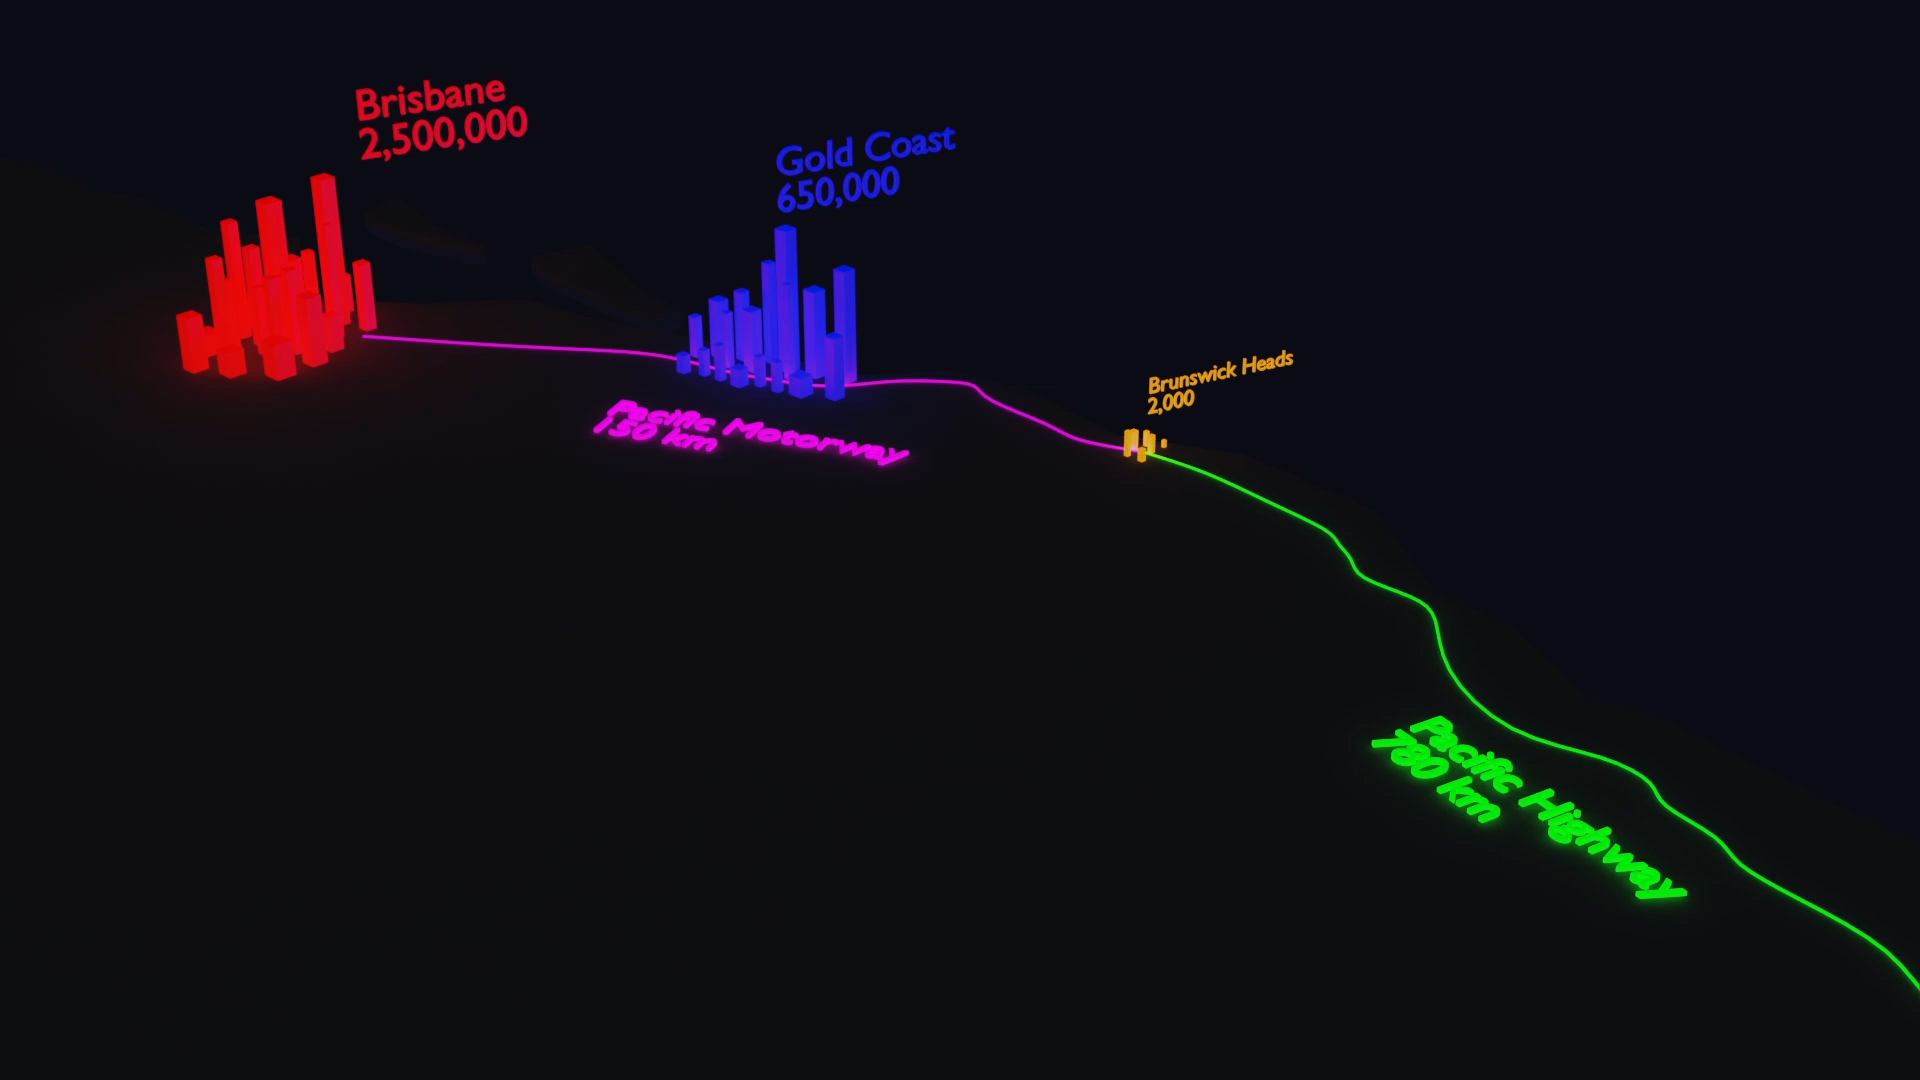 Brisbane
2,500,000
Gold Coast
650,000
Brunswick Heads
2,000
Pacific Motorway
150 km
Pacific Highway
780 km